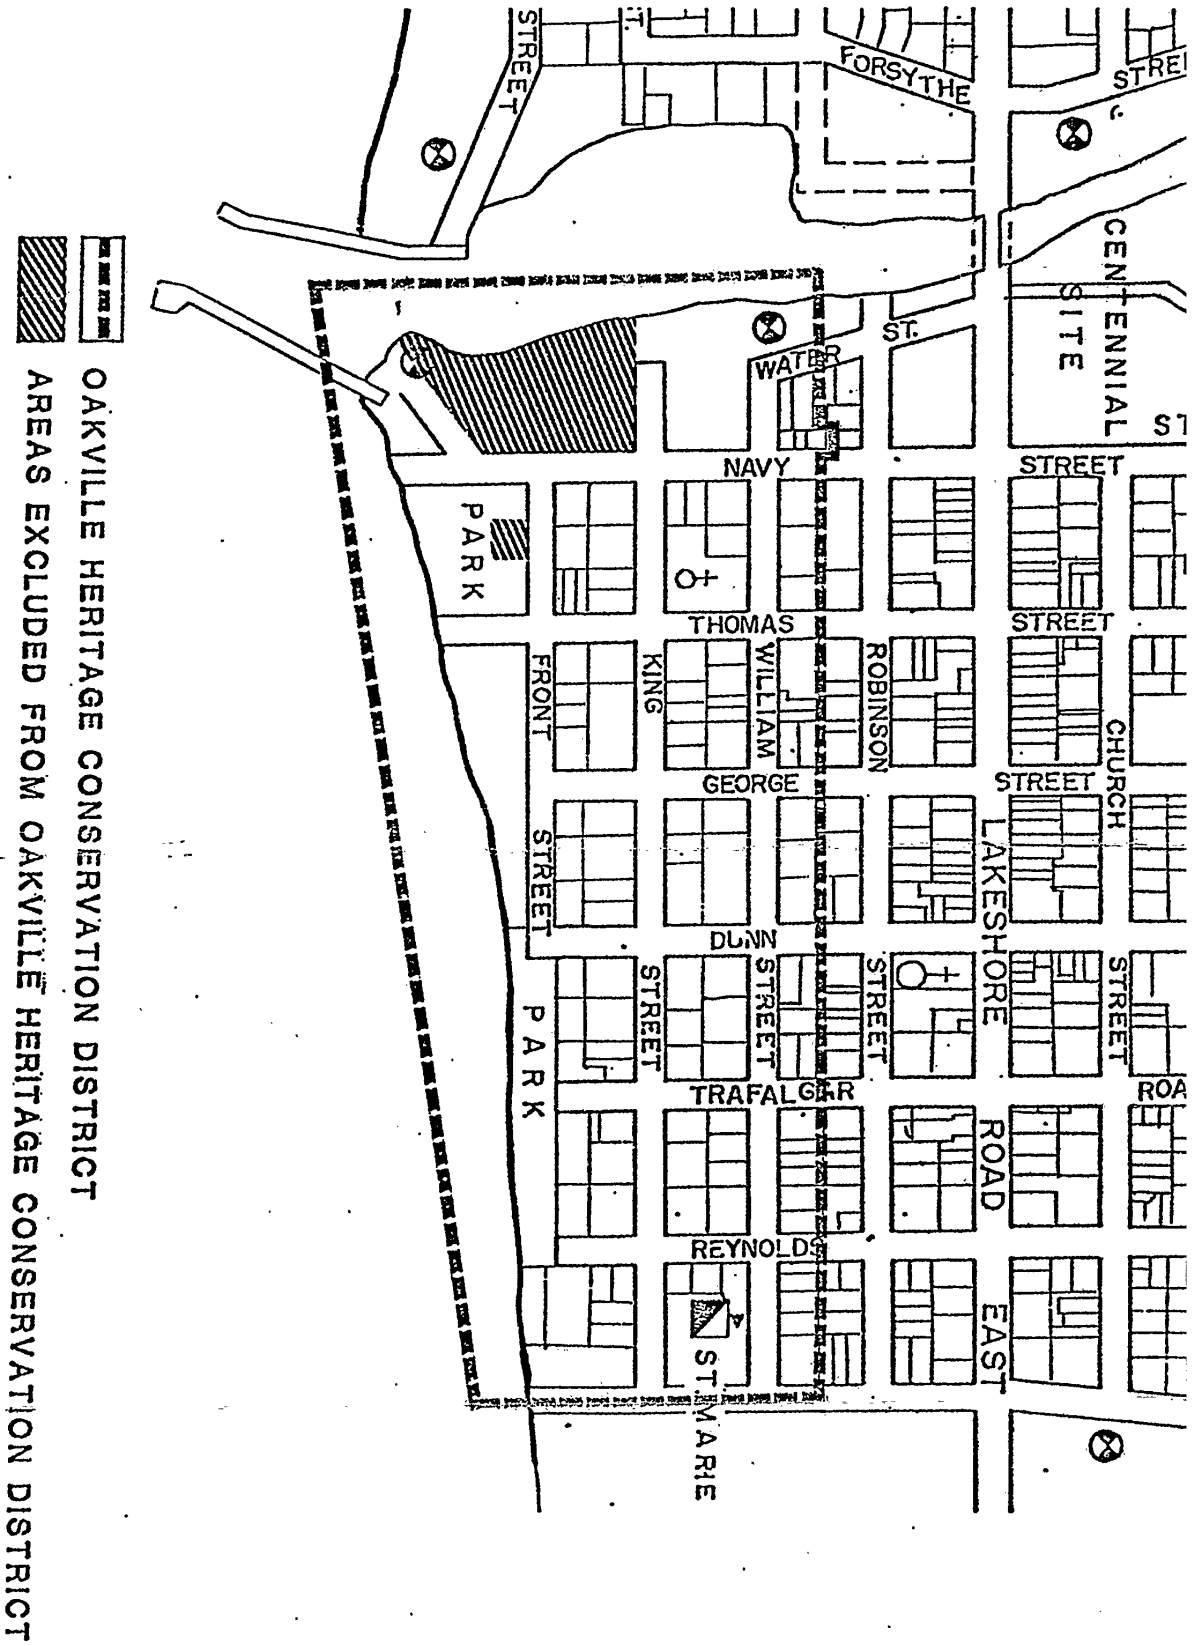 STREET
T.
FORSYTHE
STREE
CENTENNIAL
SITE
ST.
WATER
ST
NAVY
STREET
PARK
THOMAS
STREET
FRONT
KING
WILLIAM
ROBINSON
CHURCH
GEORGE
STREET
STREET
LAKESHORE
DUNN
STREET
STREET
STREET
STREET
PARK
TRAFALGAR
ROA
ROAD
REYNOLDS
EAST
ST. MARIE
OAKVILLE HERITAGE CONSERVATION DISTRICT
AREAS EXCLUDED FROM OAKVILLE HERITAGE CONSERVATION DISTRICT